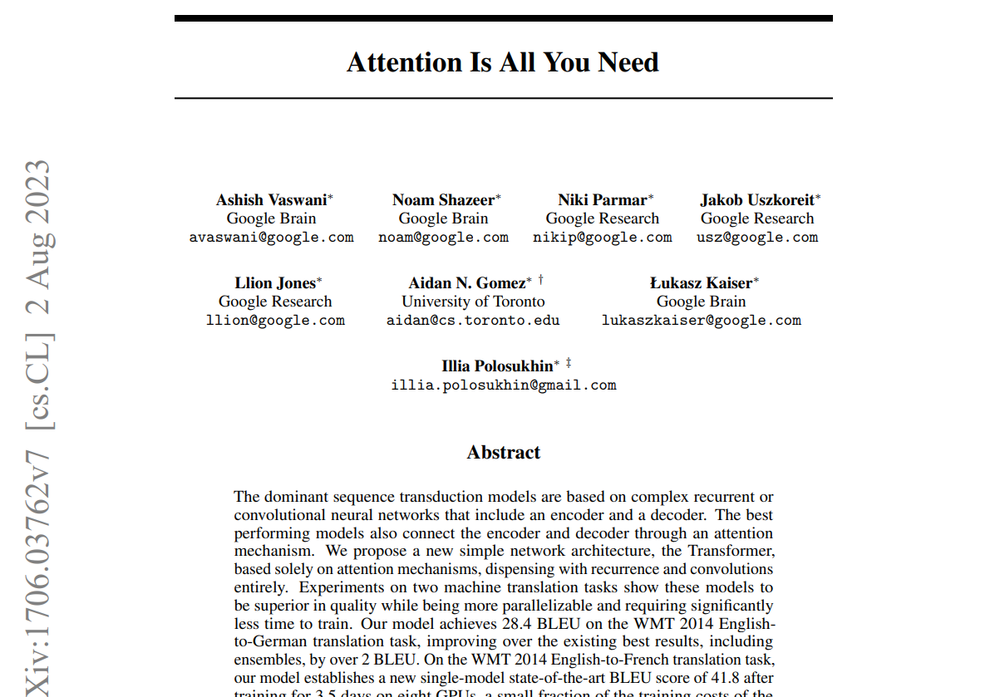 Attention Is All You Need
Ashish Vaswani* Noam Shazeer* Niki Parmar* Jakob Uszkoreit*
Google Brain Google Brain Google Research Google Research
avaswani@google.com noam@google.com nikip@google.com usz@google.com
Llion Jones* Aidan N. Gomez* † Łukasz Kaiser*
Google Research University of Toronto Google Brain
llion@google.com aidan@cs.toronto.edu lukaszkaiser@google.com
Illia Polosukhin* ‡
illia.polosukhin@gmail.com
Abstract
The dominant sequence transduction models are based on complex recurrent or
convolutional neural networks that include an encoder and a decoder. The best
performing models also connect the encoder and decoder through an attention
mechanism. We propose a new simple network architecture, the Transformer,
based solely on attention mechanisms, dispensing with recurrence and convolutions
entirely. Experiments on two machine translation tasks show these models to
be superior in quality while being more parallelizable and requiring significantly
less time to train. Our model achieves 28.4 BLEU on the WMT 2014 English-
to-German translation task, improving over the existing best results, including
ensembles, by over 2 BLEU. On the WMT 2014 English-to-French translation task,
our model establishes a new single-model state-of-the-art BLEU score of 41.8 after
training for 3.5 days on eight GPUs, a small fraction of the training costs of the
Xiv:1706.03762v7 [cs.CL] 2 Aug 2023